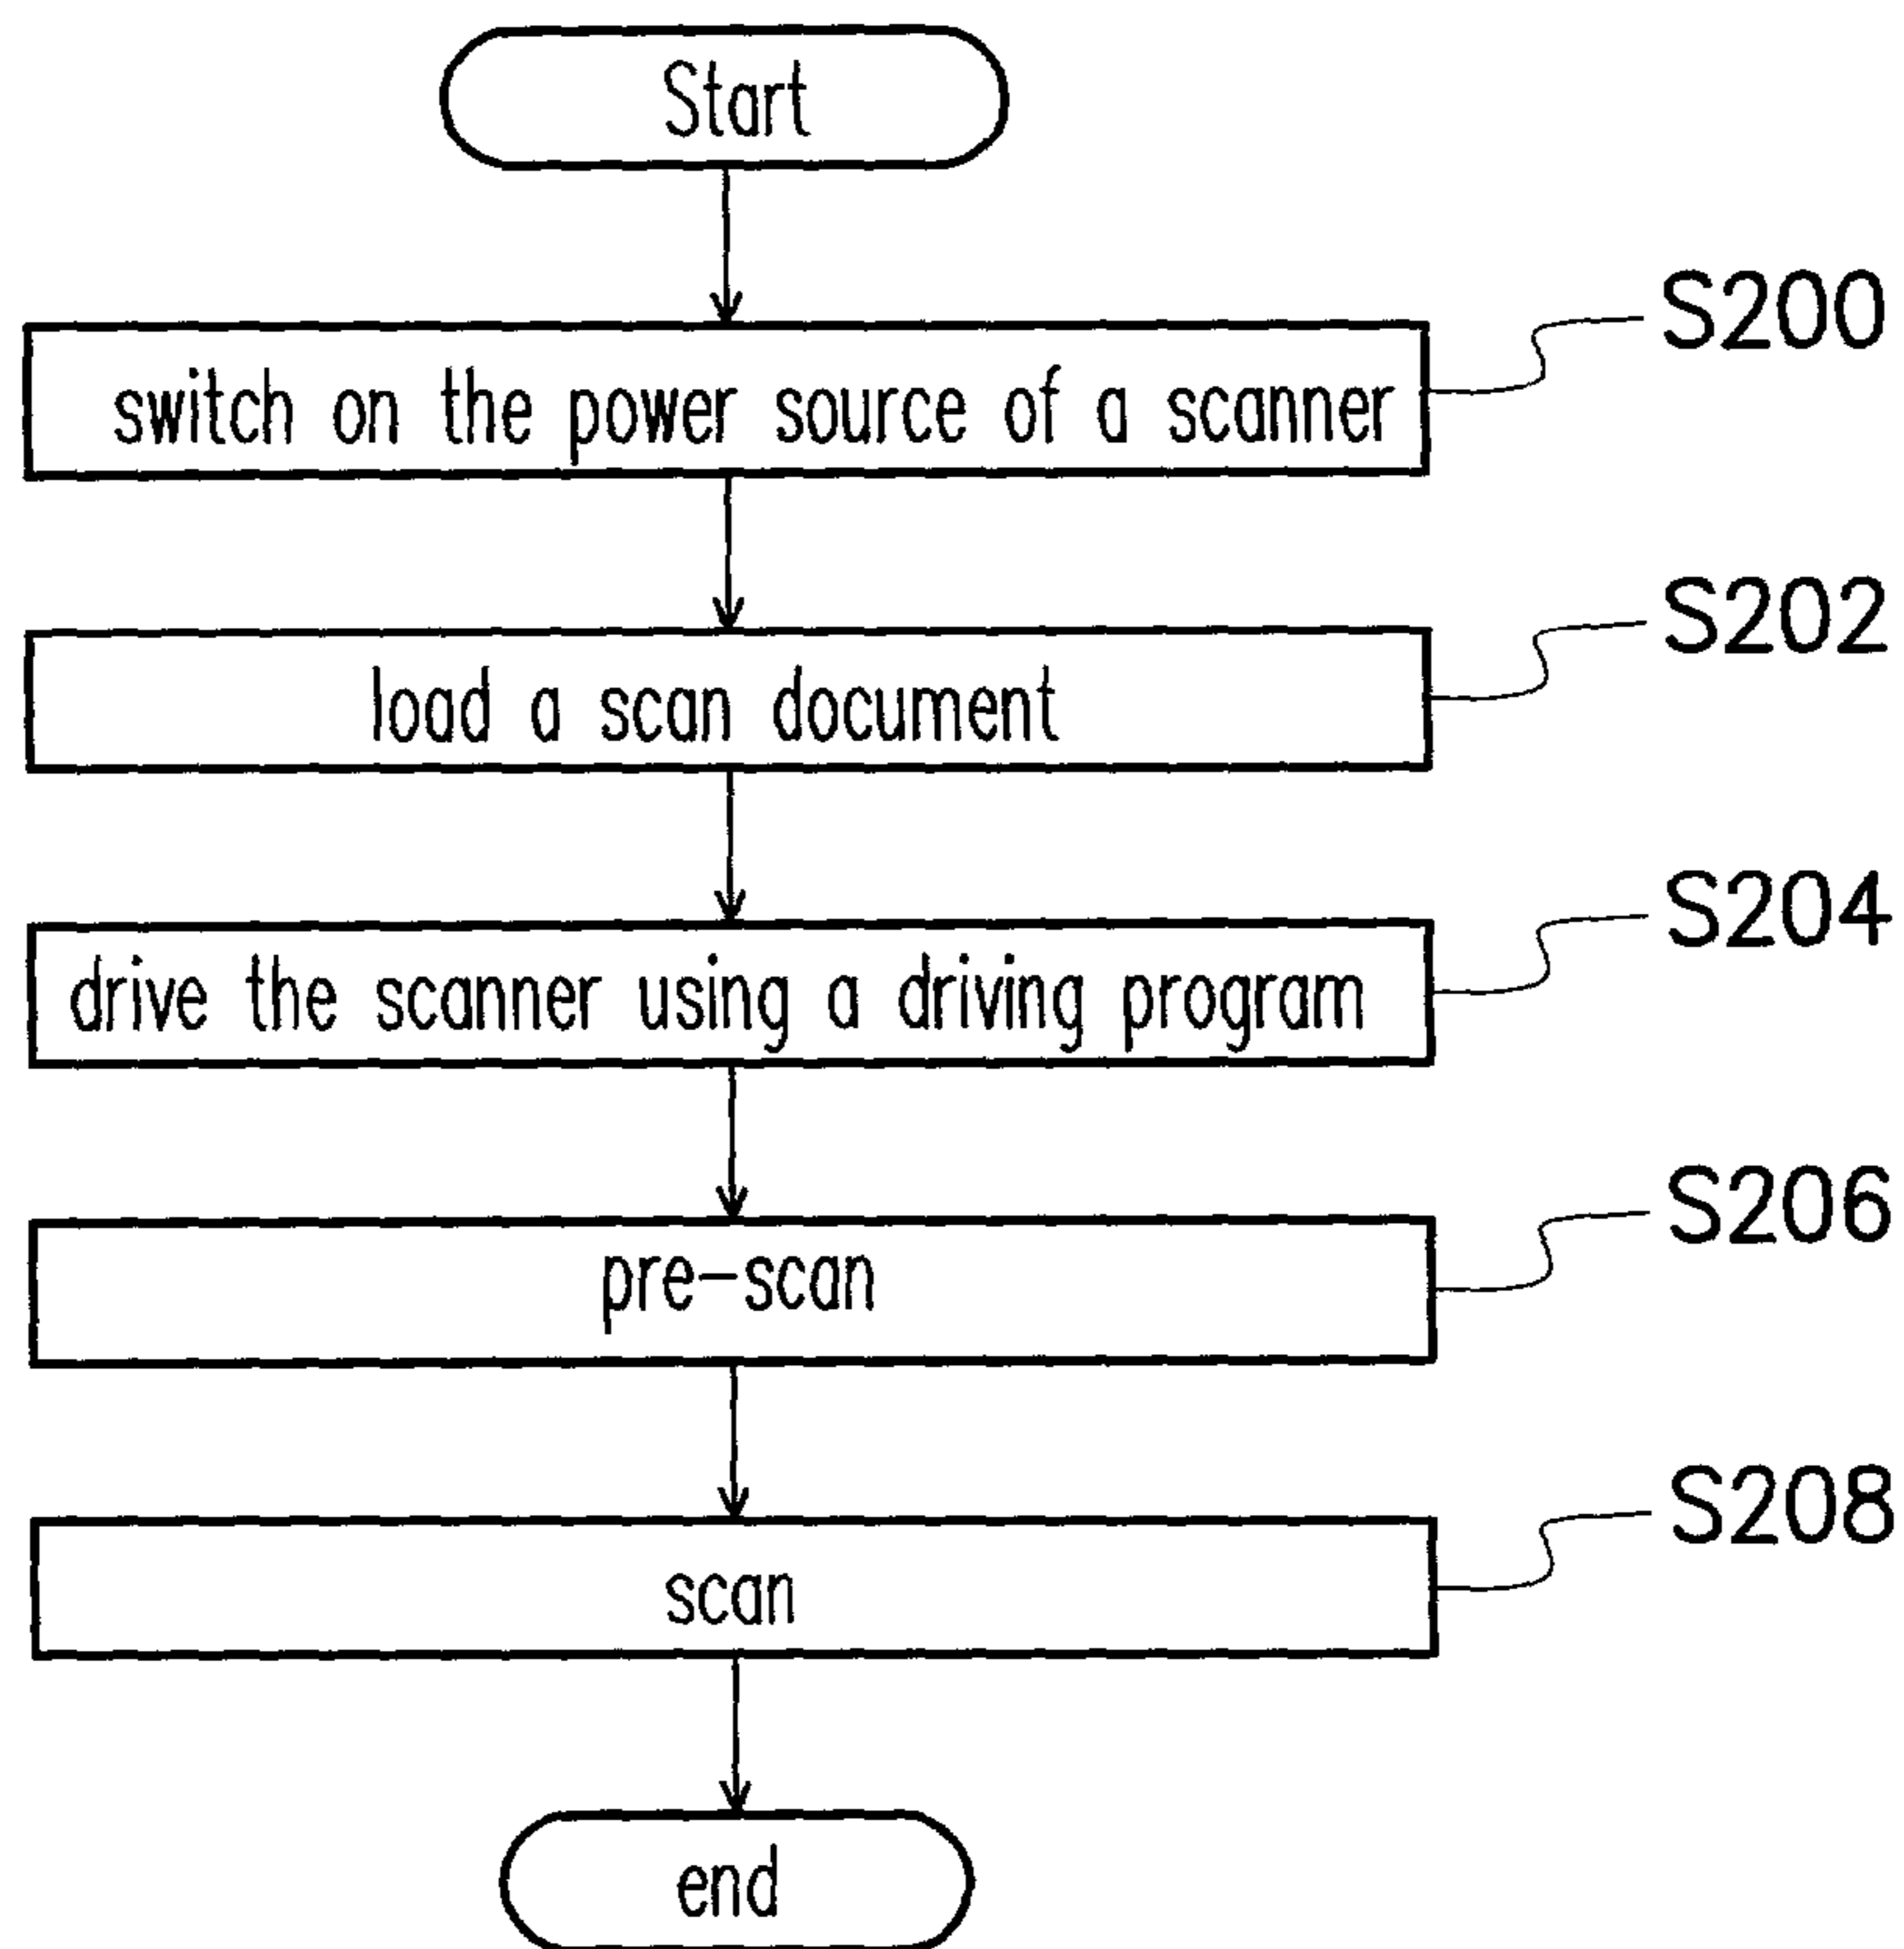 Start
switch on the power source of a scanner
S200
load a scan document
S202
drive the scanner using a driving program
S204
pre-scan
S206
scan
S208
end